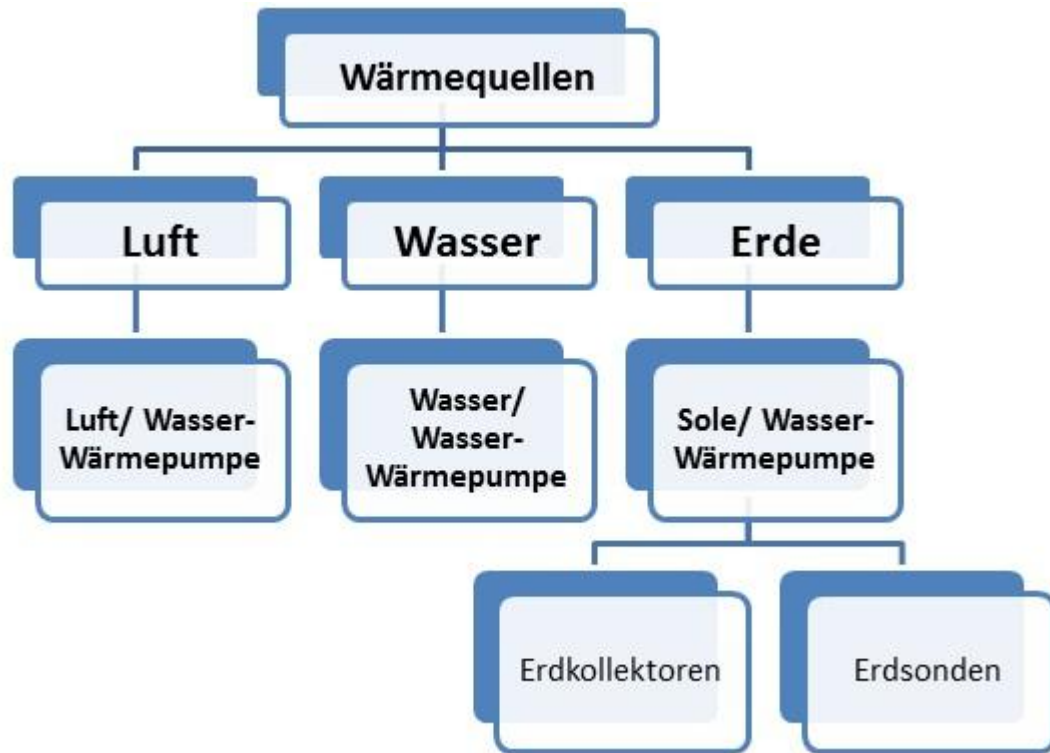 Wärmequellen
Luft
Wasser
Erde
Luft/ Wasser-
Wärmepumpe
Wasser/
Wasser-
Wärmepumpe
Sole/ Wasser-
Wärmepumpe
Erdkollektoren
Erdsonden